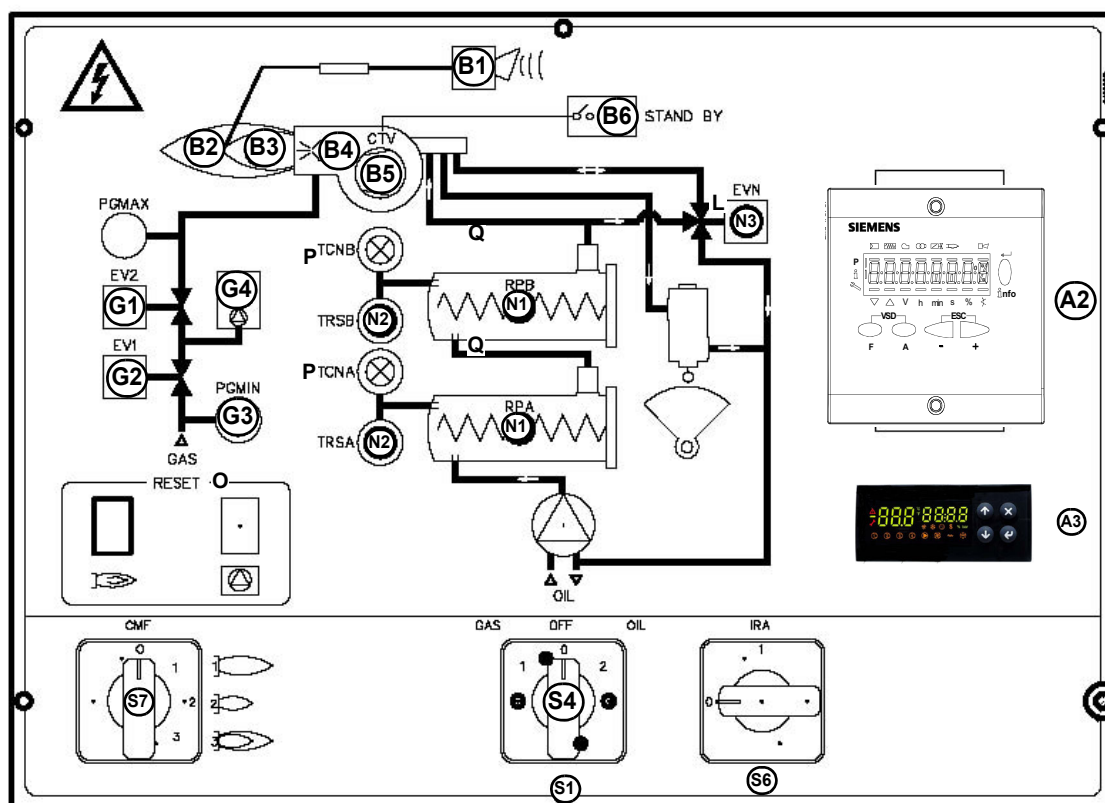 B1
B6 STAND BY
B2 B3 B4
CTV
B5
PGMAX
L EVN
N3
Q
P TCNB
EV2
G1
G4
RPB
N1
TRSB N2
Q
EV1
G2
P TCNA
PGMIN
G3
RPA
N1
TRSA N2
GAS
RESET O
OIL
SIEMENS
P
V h min s %
Info
VSD ESC
F A - +
A2
A3
CMF
0
1
2
3
S7
1
2
3
GAS OFF OIL
0
1 2
S4
S1
IRA
1
0
S6